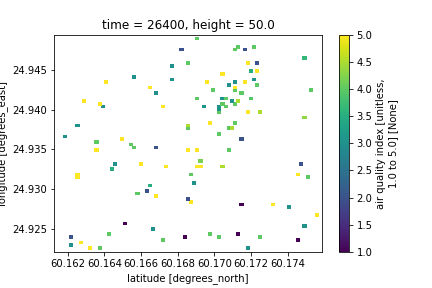 time = 26400, height = 50.0
24.945
24.940
24.935
24.930
24.925
longitude [degrees_east]
60.162 60.164 60.166 60.168 60.170 60.172 60.174
latitude [degrees_north]
5.0
4.5
4.0
3.5
3.0
2.5
2.0
1.5
1.0
air quality index [unitless,
1.0 to 5.0] [None]